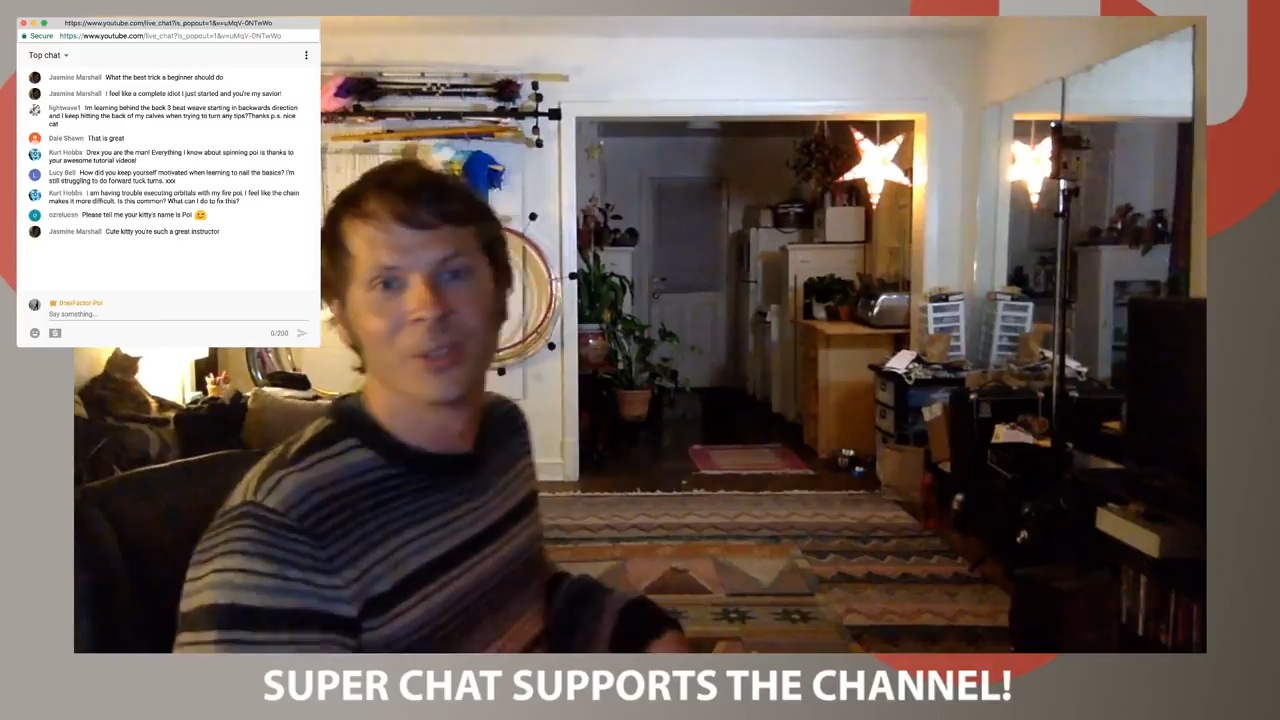 https://www.youtube.com/live_chat?is_popout=1&v=uMqV-0NTwWo
Secure https://www.youtube.com/live_chat?is_popout=1&v=uMqV-0NTwWo
Top chat
Jasmine Marshall What the best trick a beginner should do
Jasmine Marshall I feel like a complete idiot I just started and you're my savior!
lightwave1 Im learning behind the back 3 beat weave starting in backwards direction
and I keep hitting the back of my calves when trying to turn any tips?Thanks p.s. nice
cat
Dale Shawn That is great
Kurt Hobbs Drex you are the man! Everything I know about spinning poi is thanks to
your awesome tutorial videos!
Lucy Bell How did you keep yourself motivated when learning to nail the basics? I'm
still struggling to do forward tuck turns. xxx
Kurt Hobbs I am having trouble executing orbitals with my fire poi, I feel like the chain
makes it more difficult. Is this common? What can I do to fix this?
ozreluose Please tell me your kitty's name is Poi
Jasmine Marshall Cute kitty you're such a great instructor
DrexFactor Poi
Say something...
0/200
SUPER CHAT SUPPORTS THE CHANNEL!